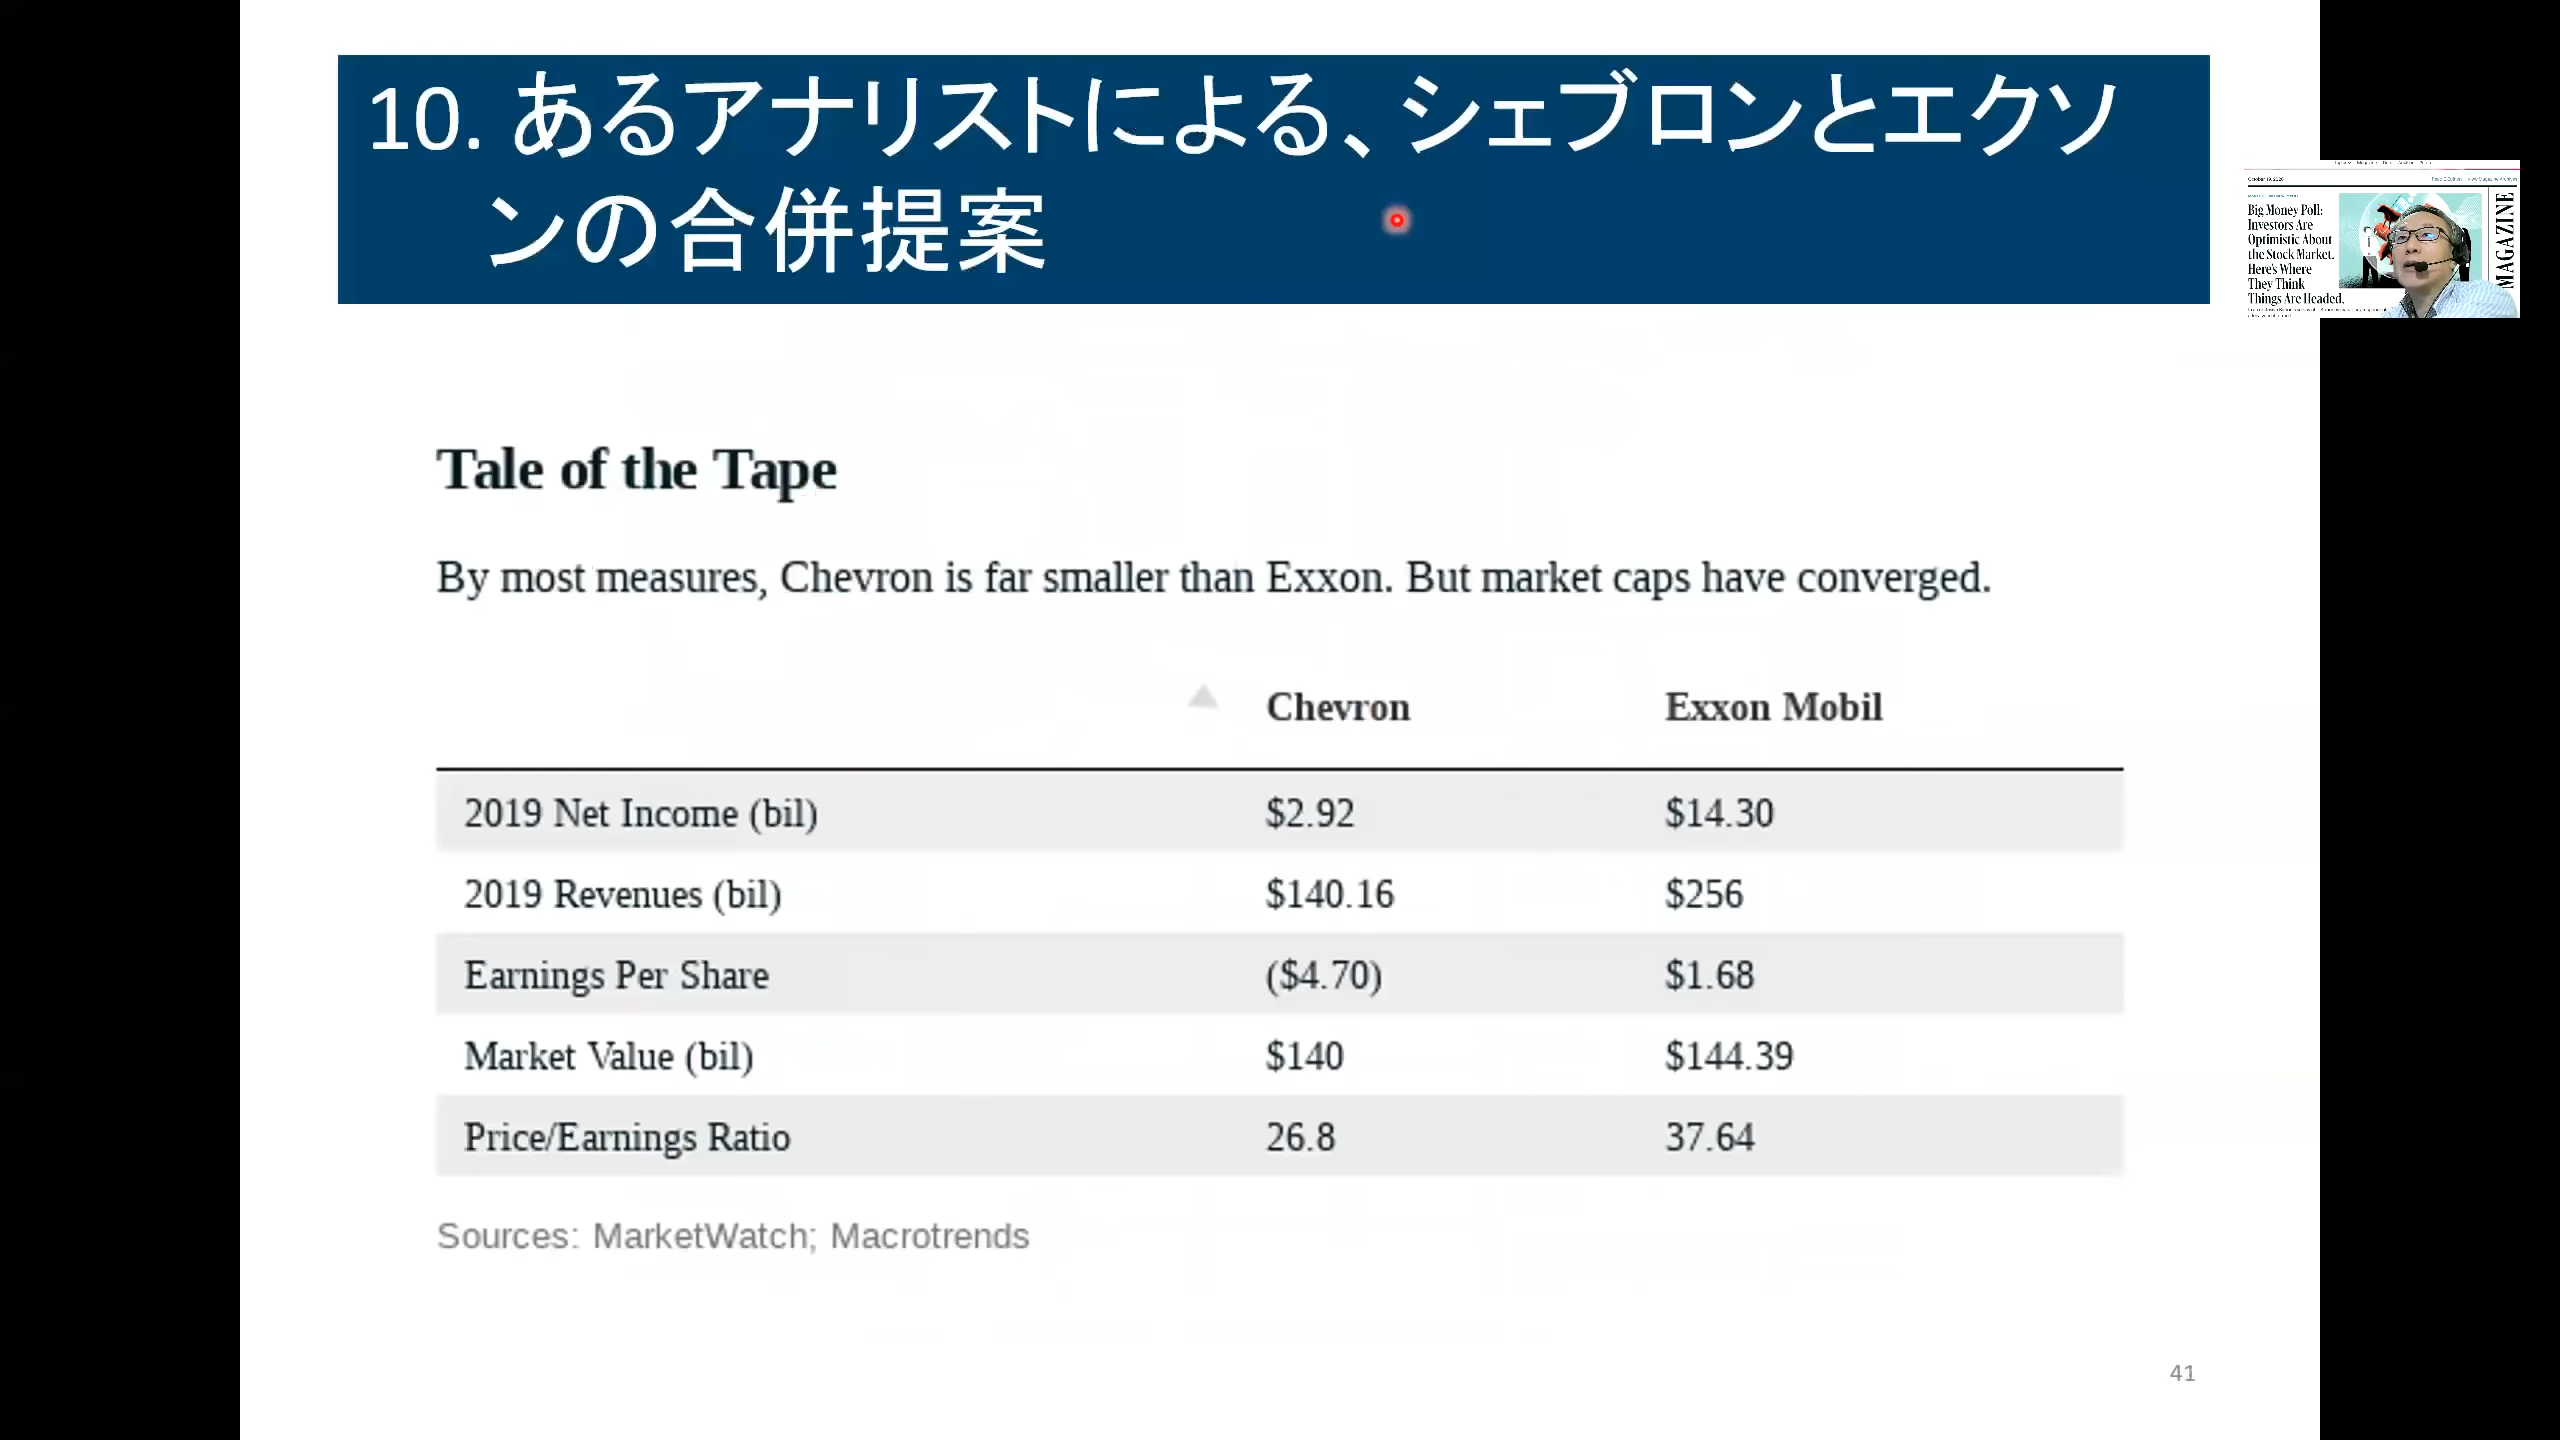 10. あるアナリストによる、シェブロンとエクソ
ンの合併提案
October 19, 2020
Big Money Poll:
Investors Are
Optimistic About
the Stock Market.
Here's Where
They Think
Things Are Headed.
MAGAZINE
Tale of the Tape
By most measures, Chevron is far smaller than Exxon. But market caps have converged.
Chevron Exxon Mobil
2019 Net Income (bil) $2.92 $14.30
2019 Revenues (bil) $140.16 $256
Earnings Per Share ($4.70) $1.68
Market Value (bil) $140 $144.39
Price/Earnings Ratio 26.8 37.64
Sources: MarketWatch; Macrotrends
41